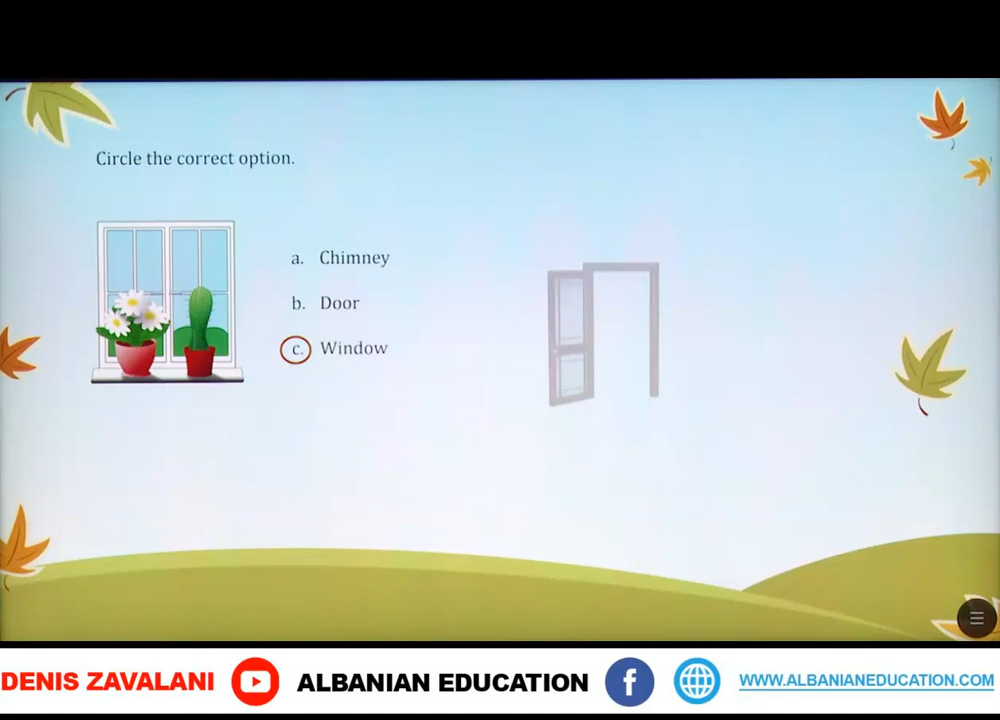 Circle the correct option.
a. Chimney
b. Door
c. Window
DENIS ZAVALANI
ALBANIAN EDUCATION
f
WWW.ALBANIANEDUCATION.COM